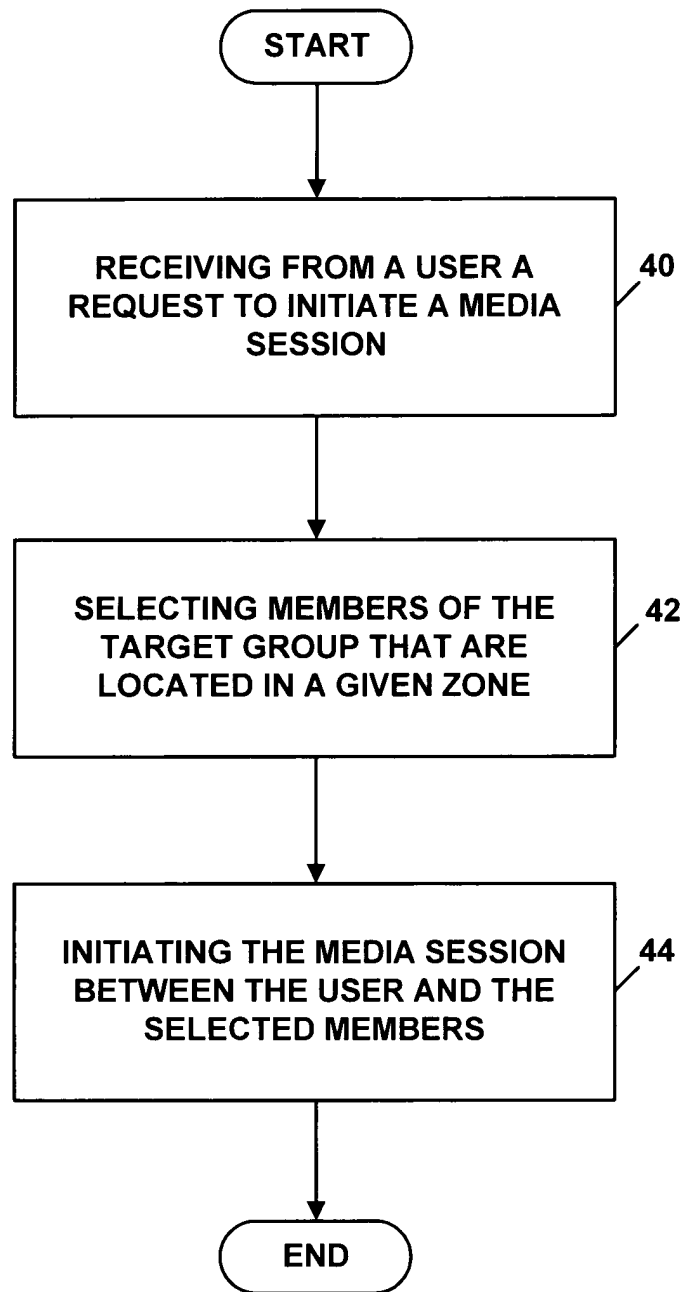 START
RECEIVING FROM A USER A
REQUEST TO INITIATE A MEDIA
SESSION
40
SELECTING MEMBERS OF THE
TARGET GROUP THAT ARE
LOCATED IN A GIVEN ZONE
42
INITIATING THE MEDIA SESSION
BETWEEN THE USER AND THE
SELECTED MEMBERS
44
END